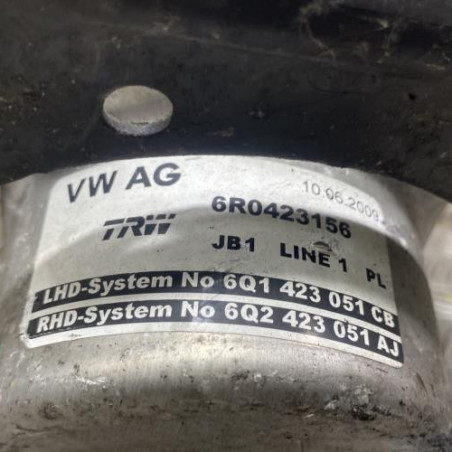 VW AG 10.06.2009
TRW 6R0423156
JB1 LINE 1 PL
LHD-System No 6Q1 423 051 CB
RHD-System No 6Q2 423 051 AJ